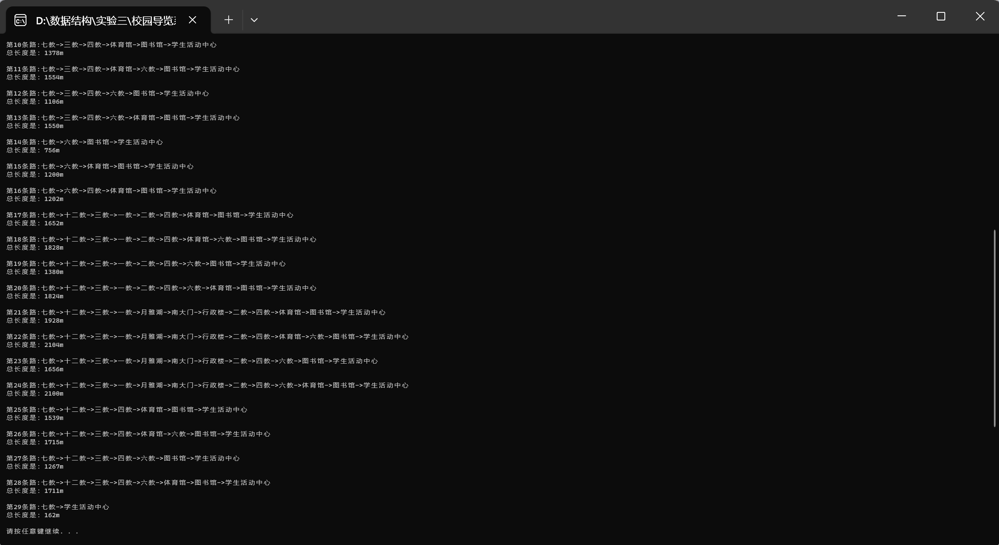 D:\数据结构\实验三\校园导览
第10条路:七教->三教->四教->体育馆->图书馆->学生活动中心
总长度是: 1378m
第11条路:七教->三教->四教->体育馆->六教->图书馆->学生活动中心
总长度是: 1554m
第12条路:七教->三教->四教->六教->图书馆->学生活动中心
总长度是: 1106m
第13条路:七教->三教->四教->六教->体育馆->图书馆->学生活动中心
总长度是: 1550m
第14条路:七教->六教->图书馆->学生活动中心
总长度是: 756m
第15条路:七教->六教->体育馆->图书馆->学生活动中心
总长度是: 1200m
第16条路:七教->六教->四教->体育馆->图书馆->学生活动中心
总长度是: 1202m
第17条路:七教->十二教->三教->一教->二教->四教->体育馆->图书馆->学生活动中心
总长度是: 1652m
第18条路:七教->十二教->三教->一教->二教->四教->体育馆->六教->图书馆->学生活动中心
总长度是: 1828m
第19条路:七教->十二教->三教->一教->二教->四教->六教->图书馆->学生活动中心
总长度是: 1380m
第20条路:七教->十二教->三教->一教->二教->四教->六教->体育馆->图书馆->学生活动中心
总长度是: 1824m
第21条路:七教->十二教->三教->一教->月雅湖->南大门->行政楼->二教->四教->体育馆->图书馆->学生活动中心
总长度是: 1928m
第22条路:七教->十二教->三教->一教->月雅湖->南大门->行政楼->二教->四教->体育馆->六教->图书馆->学生活动中心
总长度是: 2104m
第23条路:七教->十二教->三教->一教->月雅湖->南大门->行政楼->二教->四教->六教->图书馆->学生活动中心
总长度是: 1656m
第24条路:七教->十二教->三教->一教->月雅湖->南大门->行政楼->二教->四教->六教->体育馆->图书馆->学生活动中心
总长度是: 2100m
第25条路:七教->十二教->三教->四教->体育馆->图书馆->学生活动中心
总长度是: 1539m
第26条路:七教->十二教->三教->四教->体育馆->六教->图书馆->学生活动中心
总长度是: 1715m
第27条路:七教->十二教->三教->四教->六教->图书馆->学生活动中心
总长度是: 1267m
第28条路:七教->十二教->三教->四教->六教->体育馆->图书馆->学生活动中心
总长度是: 1711m
第29条路:七教->学生活动中心
总长度是: 162m
请按任意键继续. . .